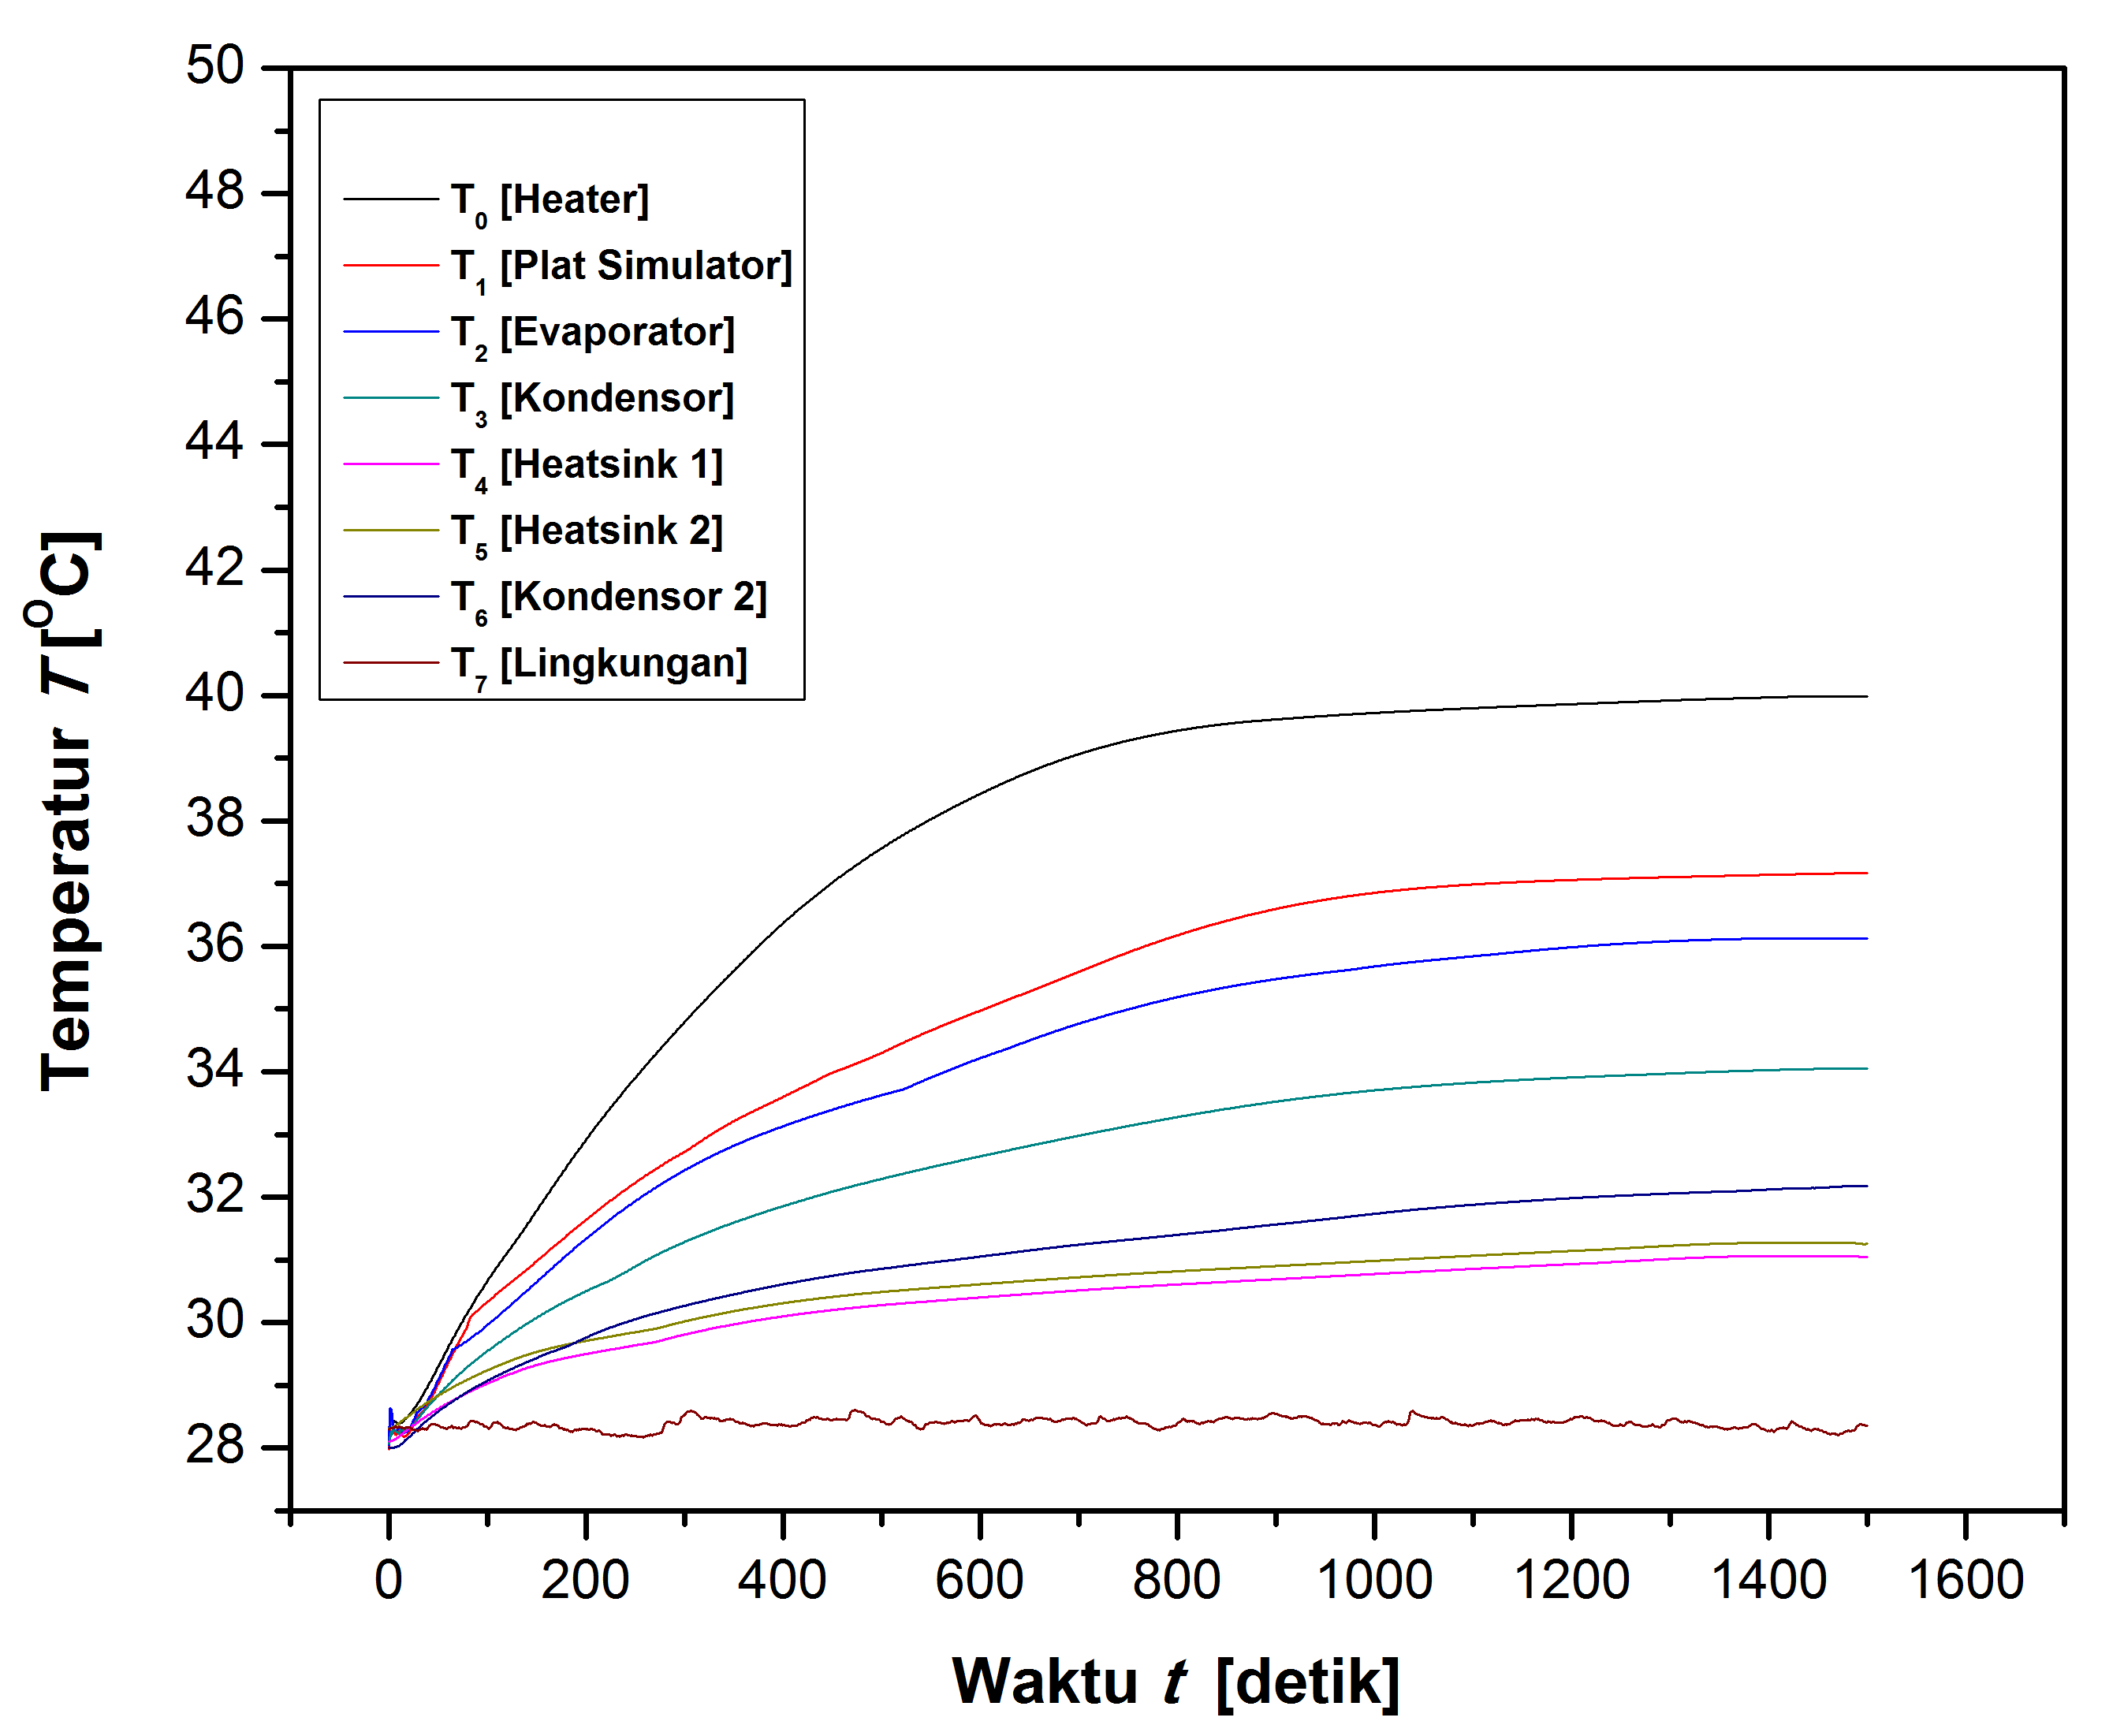 50
48
46
44
42
40
38
36
34
32
30
28
Temperatur T [°C]
T₀ [Heater]
T₁ [Plat Simulator]
T₂ [Evaporator]
T₃ [Kondensor]
T₄ [Heatsink 1]
T₅ [Heatsink 2]
T₆ [Kondensor 2]
T₇ [Lingkungan]
0 200 400 600 800 1000 1200 1400 1600
Waktu t [detik]